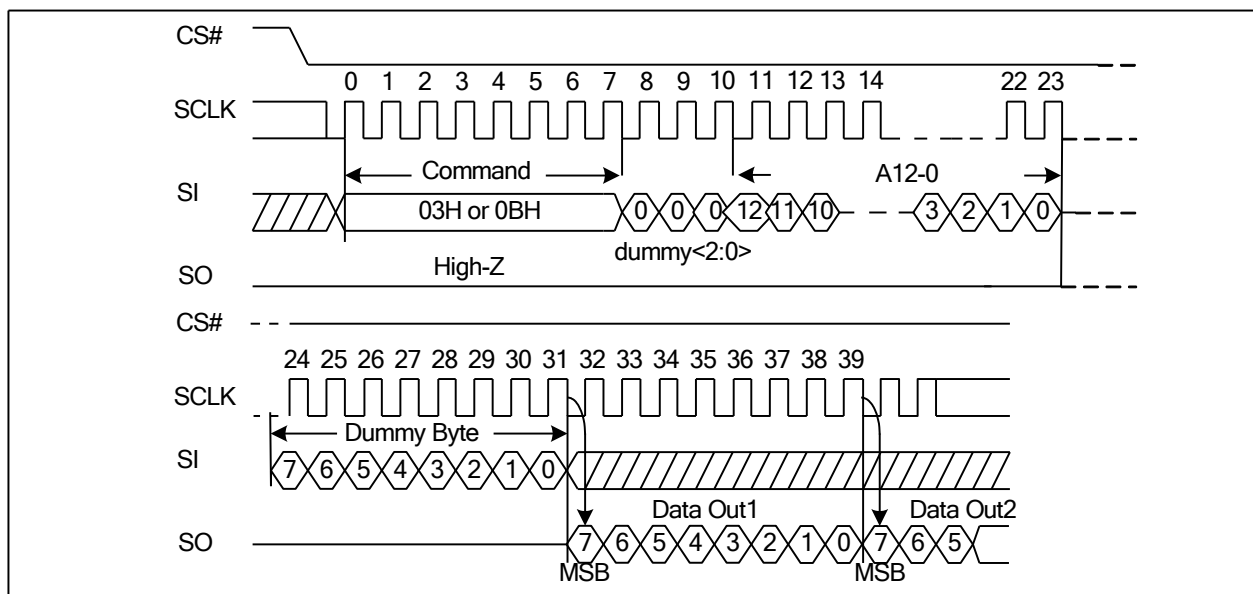 CS#
0 1 2 3 4 5 6 7 8 9 10 11 12 13 14 22 23
SCLK
Command A12-0
SI
03H or 0BH 0 0 0 12 11 10 3 2 1 0
dummy<2:0>
High-Z
SO
CS#
24 25 26 27 28 29 30 31 32 33 34 35 36 37 38 39
SCLK
Dummy Byte
SI
7 6 5 4 3 2 1 0
Data Out1 Data Out2
SO
7 6 5 4 3 2 1 0 7 6 5
MSB MSB